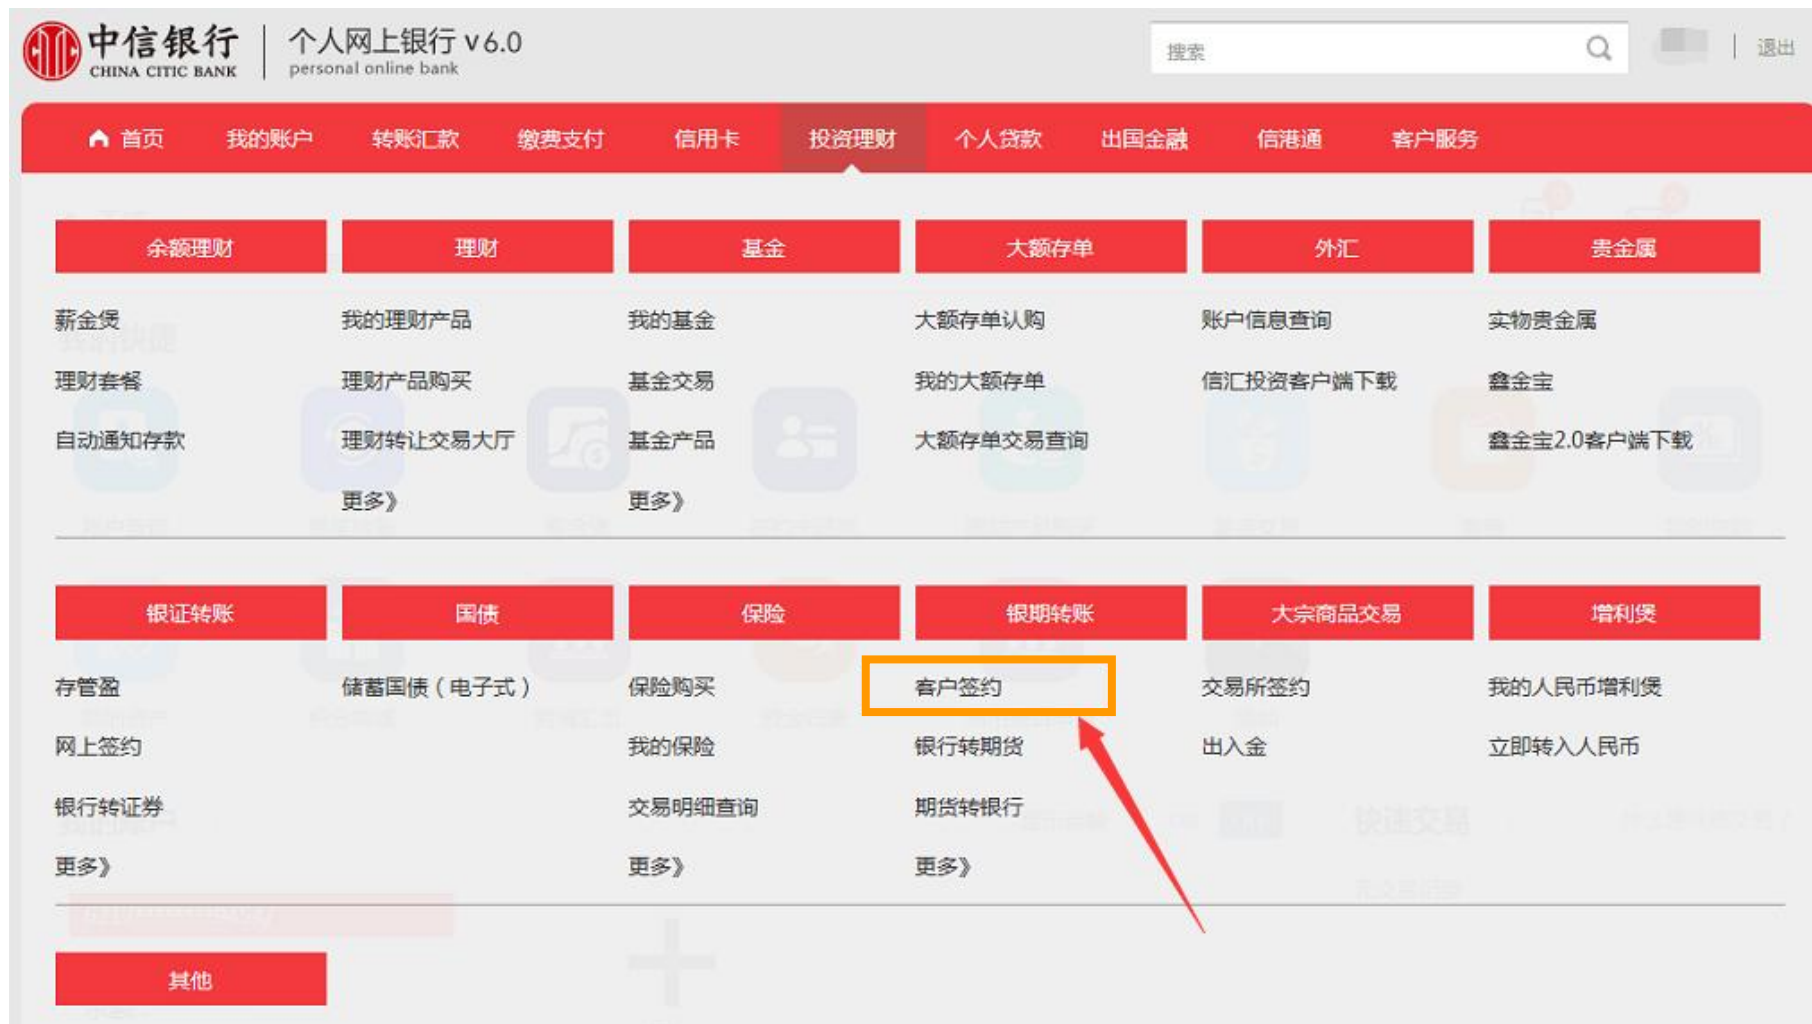 中信银行
CHINA CITIC BANK
个人网上银行 V6.0
personal online bank
搜索
退出
首页 我的账户 转账汇款 缴费支付 信用卡 投资理财 个人贷款 出国金融 信港通 客户服务
余额理财 理财 基金 大额存单 外汇 贵金属
薪金煲 我的理财产品 我的基金 大额存单认购 账户信息查询 实物贵金属
理财套餐 理财产品购买 基金交易 我的大额存单 信汇投资客户端下载 鑫金宝
自动通知存款 理财转让交易大厅 基金产品 大额存单交易查询 鑫金宝2.0客户端下载
更多》 更多》
银证转账 国债 保险 银期转账 大宗商品交易 增利煲
存管盈 储蓄国债（电子式） 保险购买 客户签约 交易所签约 我的人民币增利煲
网上签约 我的保险 银行转期货 出入金 立即转入人民币
银行转证券 交易明细查询 期货转银行
更多》 更多》 更多》
快速交易
其他